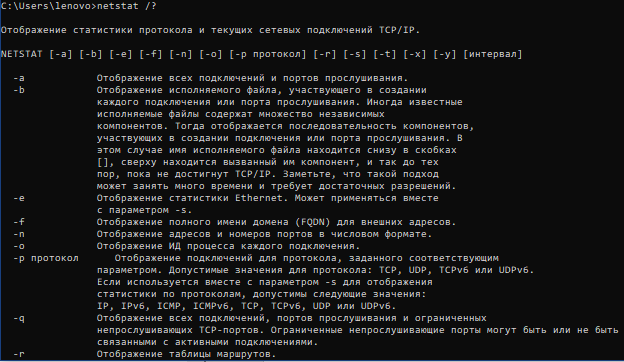 C:\Users\lenovo>netstat /?
Отображение статистики протокола и текущих сетевых подключений TCP/IP.
NETSTAT [-a] [-b] [-e] [-f] [-n] [-o] [-p протокол] [-r] [-s] [-t] [-x] [-y] [интервал]
-a Отображение всех подключений и портов прослушивания.
-b Отображение исполняемого файла, участвующего в создании
каждого подключения или порта прослушивания. Иногда известные
исполняемые файлы содержат множество независимых
компонентов. Тогда отображается последовательность компонентов,
участвующих в создании подключения или порта прослушивания. В
этом случае имя исполняемого файла находится снизу в скобках
[], сверху находится вызванный им компонент, и так до тех
пор, пока не достигнут TCP/IP. Заметьте, что такой подход
может занять много времени и требует достаточных разрешений.
-e Отображение статистики Ethernet. Может применяться вместе
с параметром -s.
-f Отображение полного имени домена (FQDN) для внешних адресов.
-n Отображение адресов и номеров портов в числовом формате.
-o Отображение ИД процесса каждого подключения.
-p протокол Отображение подключений для протокола, заданного соответствующим
параметром. Допустимые значения для протокола: TCP, UDP, TCPv6 или UDPv6.
Если используется вместе с параметром -s для отображения
статистики по протоколам, допустимы следующие значения:
IP, IPv6, ICMP, ICMPv6, TCP, TCPv6, UDP или UDPv6.
-q Отображение всех подключений, портов прослушивания и ограниченных
непрослушивающих TCP-портов. Ограниченные непрослушивающие порты могут быть или не быть
связанными с активными подключениями.
-r Отображение таблицы маршрутов.